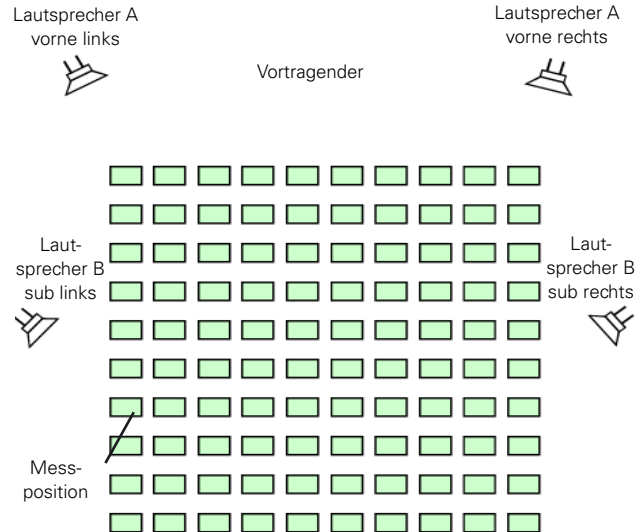 Lautsprecher A
vorne links
Lautsprecher A
vorne rechts
Vortragender
Laut-
sprecher B
sub links
Laut-
sprecher B
sub rechts
Mess-
position